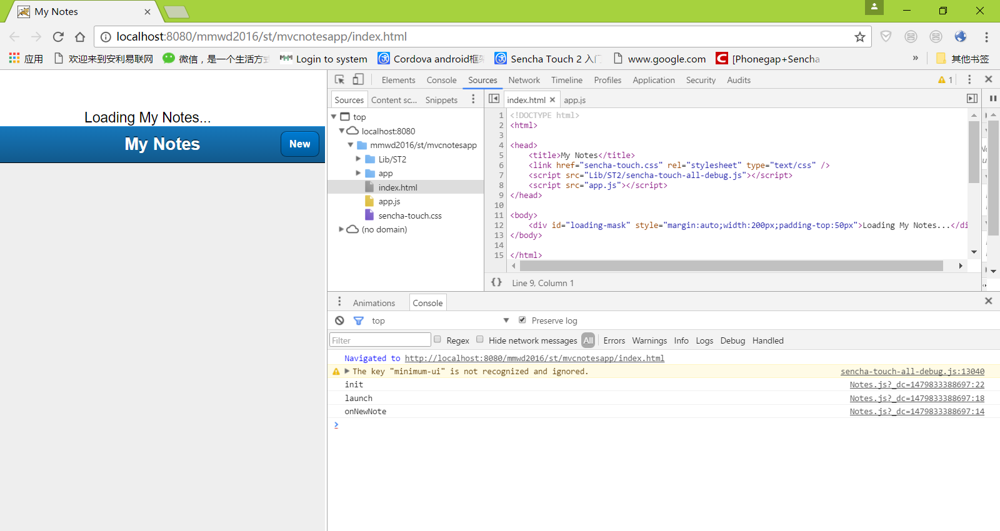 My Notes
localhost:8080/mmwd2016/st/mvcnotesapp/index.html
应用 欢迎来到安利易联网 微信，是一个生活方式 Login to system Cordova android框架 Sencha Touch 2 入门 www.google.com [Phonegap+Sencha » 其他书签
Loading My Notes...
My Notes New
Elements Console Sources Network Timeline Profiles Application Security Audits 1
Sources Content sc... Snippets index.html app.js
top
localhost:8080
mmwd2016/st/mvcnotesapp
Lib/ST2
app
index.html
app.js
sencha-touch.css
(no domain)
1 <!DOCTYPE html>
2 <html>
3
4 <head>
5 <title>My Notes</title>
6 <link href="sencha-touch.css" rel="stylesheet" type="text/css" />
7 <script src="Lib/ST2/sencha-touch-all-debug.js"></script>
8 <script src="app.js"></script>
9 </head>
10
11 <body>
12 <div id="loading-mask" style="margin:auto;width:200px;padding-top:50px">Loading My Notes...</di
13 </body>
14
15 </html>
{} Line 9, Column 1
Animations Console
top Preserve log
Filter Regex Hide network messages All Errors Warnings Info Logs Debug Handled
Navigated to http://localhost:8080/mmwd2016/st/mvcnotesapp/index.html
The key "minimum-ui" is not recognized and ignored. sencha-touch-all-debug.js:13040
init Notes.js?_dc=1479833388697:22
launch Notes.js?_dc=1479833388697:18
onNewNote Notes.js?_dc=1479833388697:14